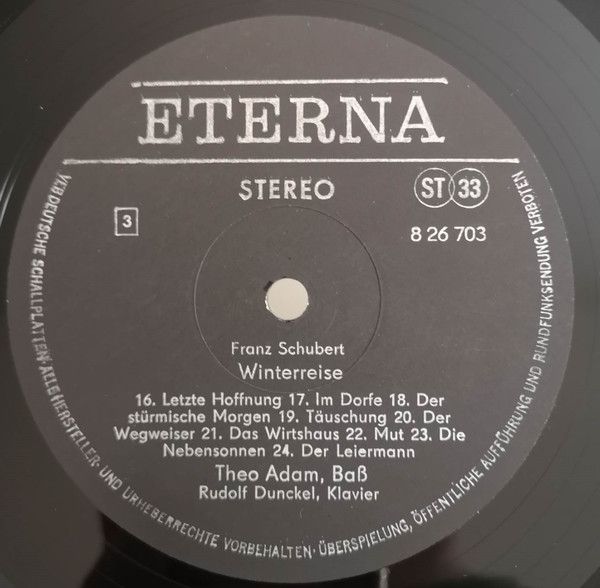 ETERNA
STEREO
ST 33
3
8 26 703
Franz Schubert
Winterreise
16. Letzte Hoffnung 17. Im Dorfe 18. Der
stürmische Morgen 19. Täuschung 20. Der
Wegweiser 21. Das Wirtshaus 22. Mut 23. Die
Nebensonnen 24. Der Leiermann
Theo Adam, Baß
Rudolf Dunckel, Klavier
VEB DEUTSCHE SCHALLPLATTEN · ALLE HERSTELLER- UND URHEBERRECHTE VORBEHALTEN · ÜBERSPIELUNG, ÖFFENTLICHE AUFFÜHRUNG UND RUNDFUNKSENDUNG VERBOTEN